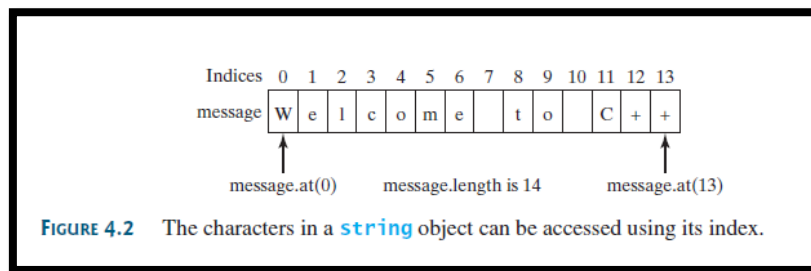 Indices 0 1 2 3 4 5 6 7 8 9 10 11 12 13
message W e l c o m e t o C + +
message.at(0) message.length is 14 message.at(13)
FIGURE 4.2 The characters in a string object can be accessed using its index.